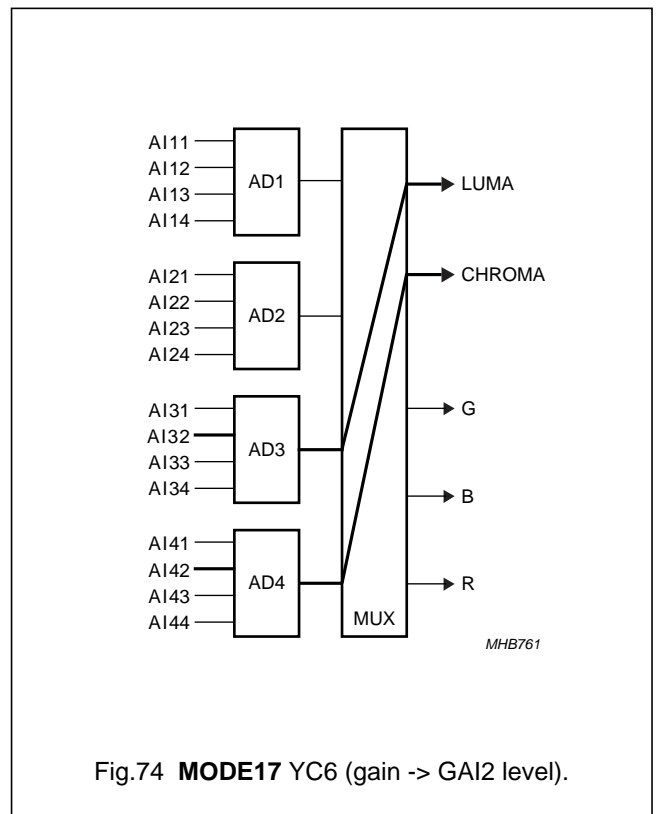 AI11
AI12
AI13
AI14
AD1
AI21
AI22
AI23
AI24
AD2
AI31
AI32
AI33
AI34
AD3
AI41
AI42
AI43
AI44
AD4
MUX
LUMA
CHROMA
G
B
R
MHB761
Fig.74 MODE17 YC6 (gain -> GAI2 level).